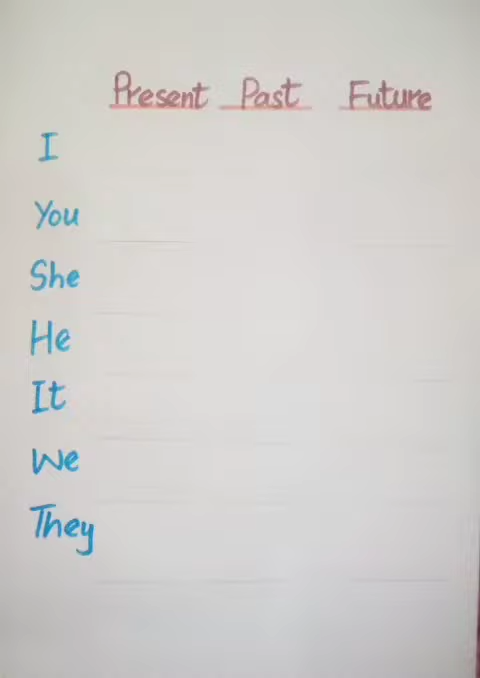 Present Past Future
I
You
She
He
It
We
They